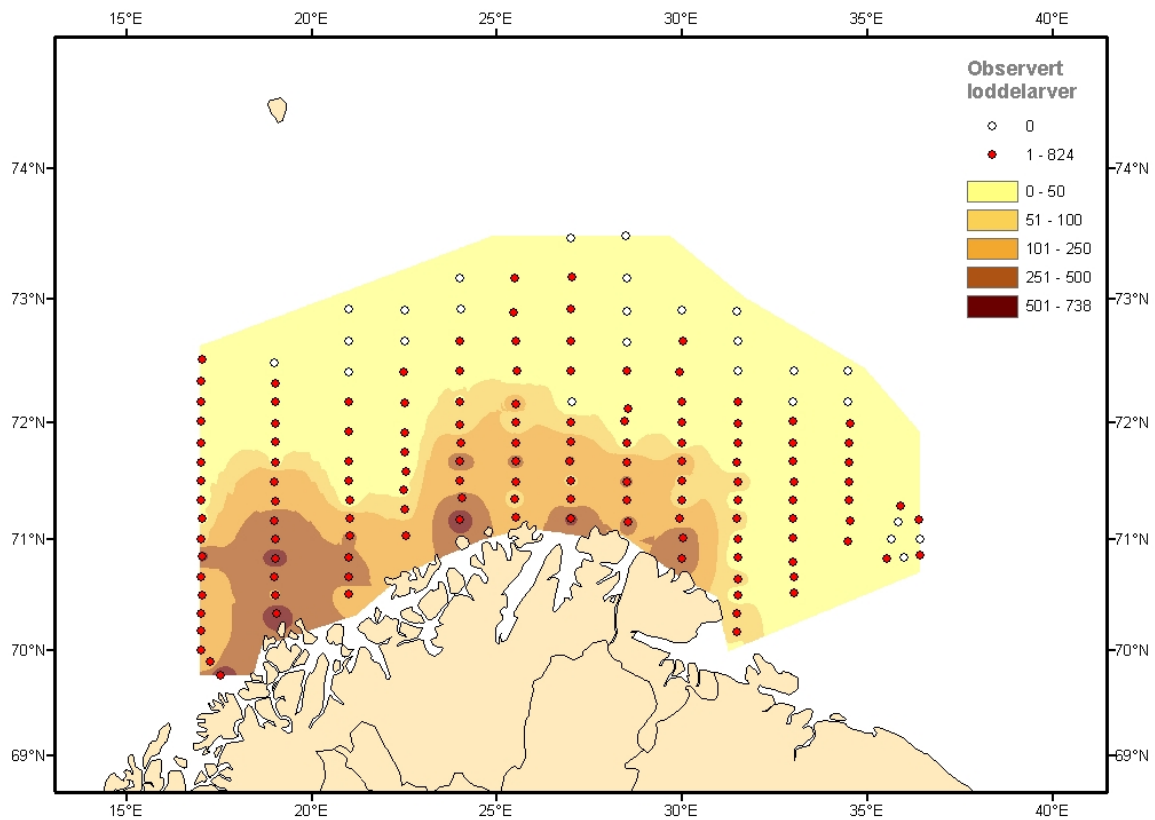 15°E 20°E 25°E 30°E 35°E 40°E
Observert
loddelarver
0
1 - 824
74°N 74°N
0 - 50
51 - 100
101 - 250
251 - 500
501 - 738
73°N 73°N
72°N 72°N
71°N 71°N
70°N 70°N
69°N 69°N
15°E 20°E 25°E 30°E 35°E 40°E